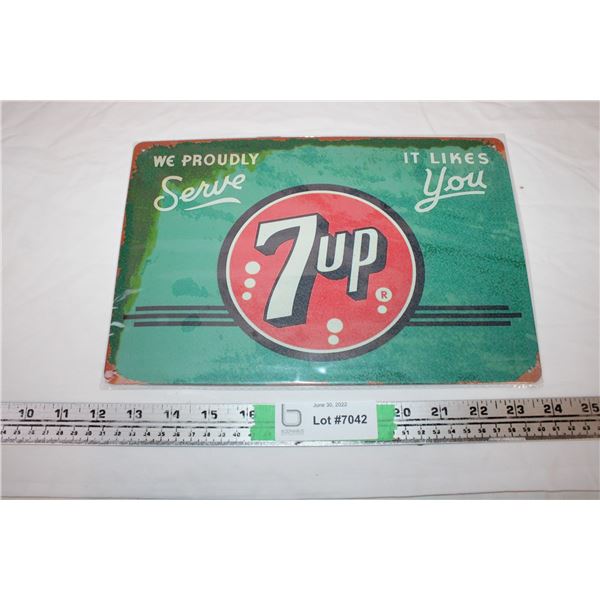 WE PROUDLY
Serve
IT LIKES
You
7up
®
10 11 12 13 14 15 16 20 21 22 23 24 25
June 30, 2022
Lot #7042